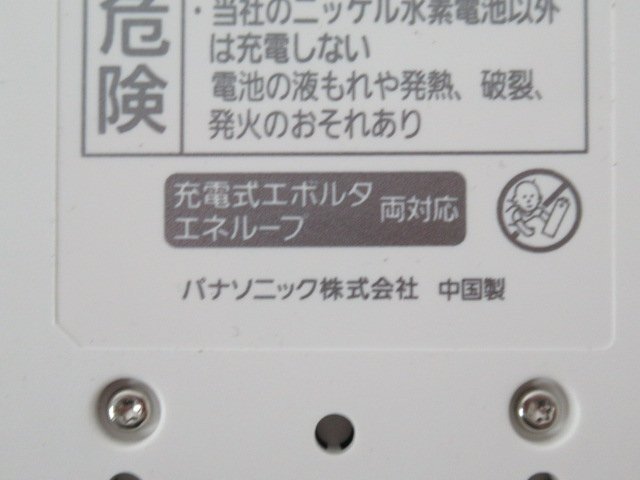 危険
・当社のニッケル水素電池以外
は充電しない
電池の液もれや発熱、破裂、
発火のおそれあり
充電式エボルタ
エネループ
両対応
パナソニック株式会社 中国製